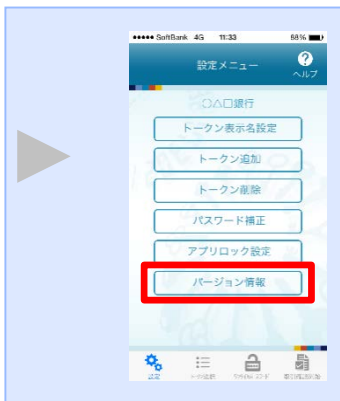 ●●●●● SoftBank 4G 11:33 88%
設定メニュー
?
ヘルプ
○△□銀行
トークン表示名設定
トークン追加
トークン削除
パスワード補正
アプリロック設定
バージョン情報
設定